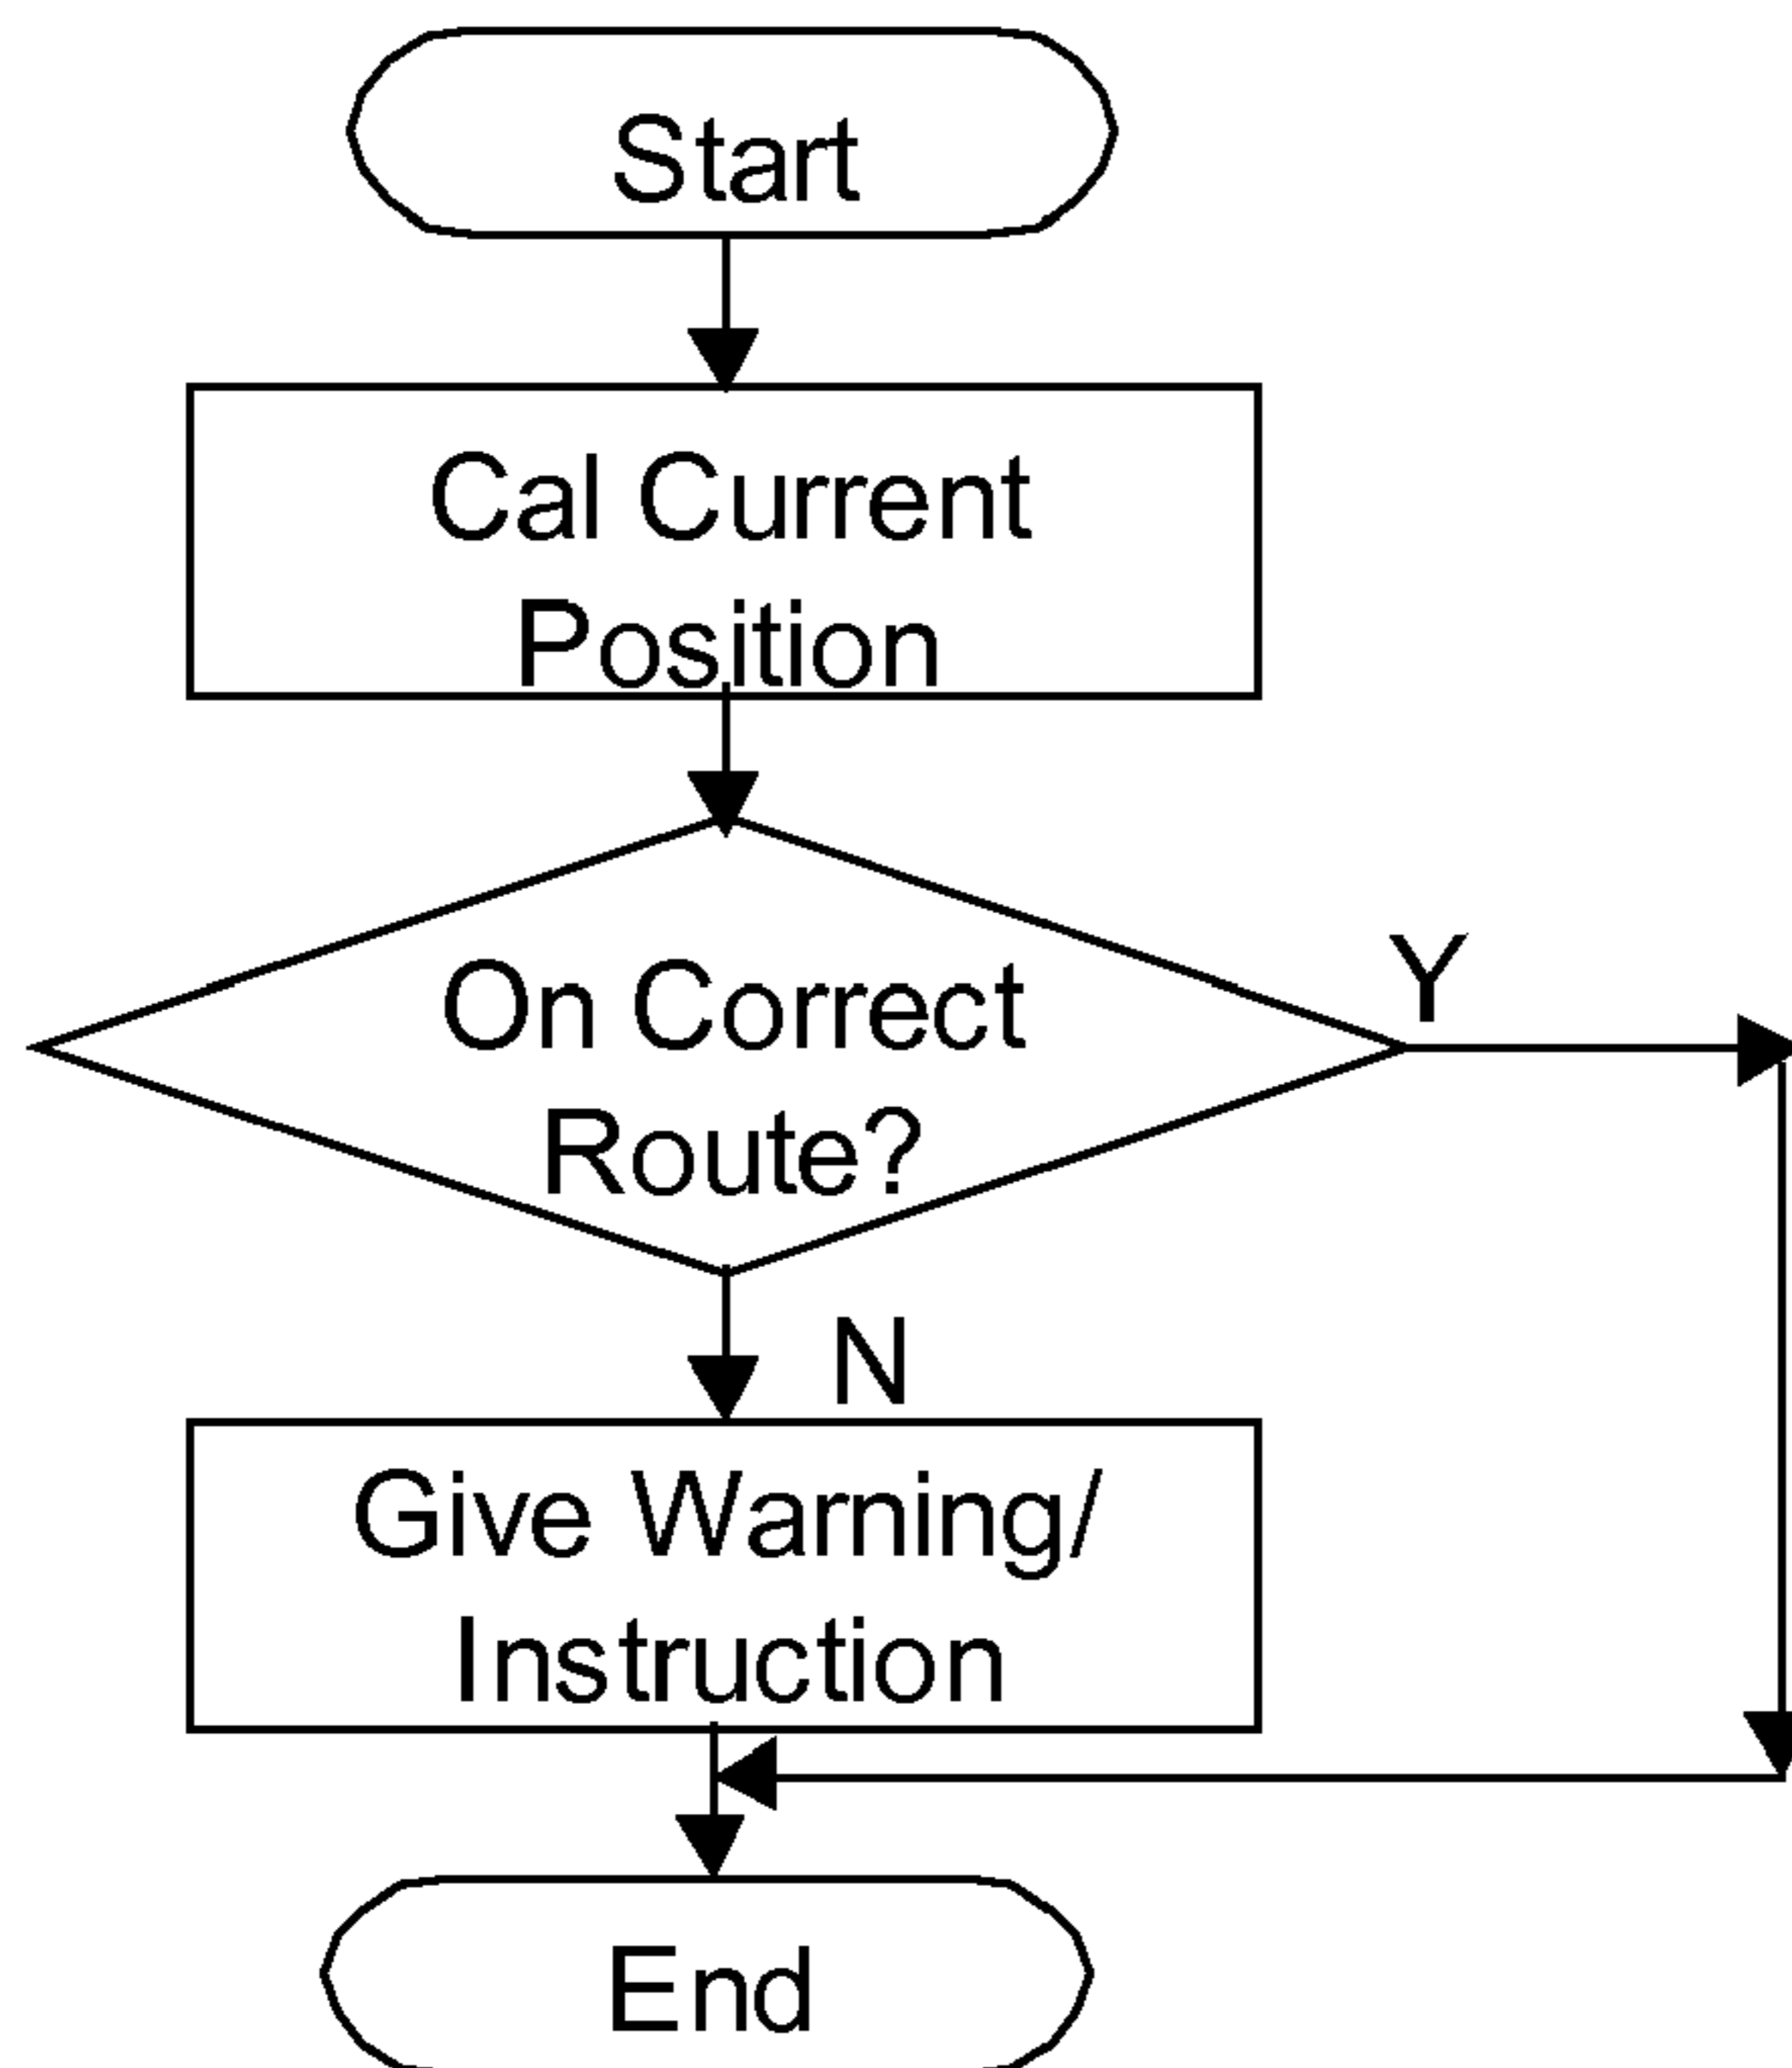 Start
Cal Current
Position
On Correct
Route?
Y
N
Give Warning/
Instruction
End